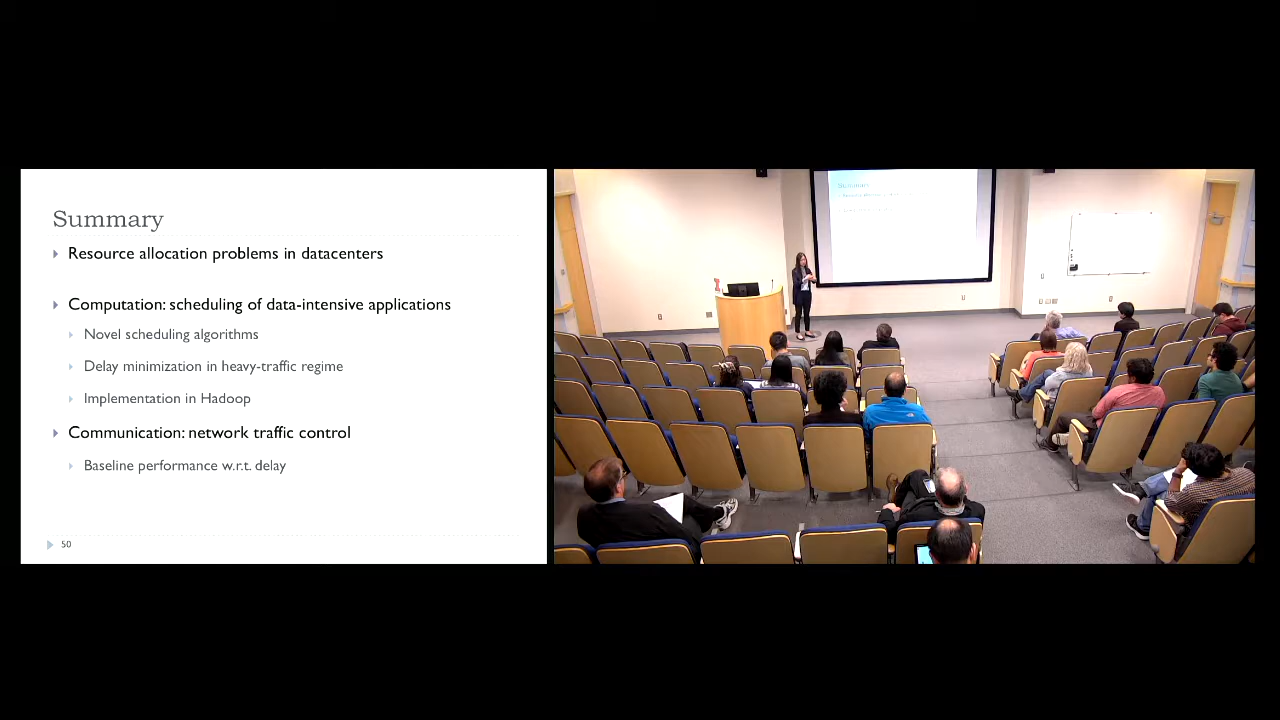 Summary
Resource allocation problems in datacenters
Computation: scheduling of data-intensive applications
Novel scheduling algorithms
Delay minimization in heavy-traffic regime
Implementation in Hadoop
Communication: network traffic control
Baseline performance w.r.t. delay
50
Summary